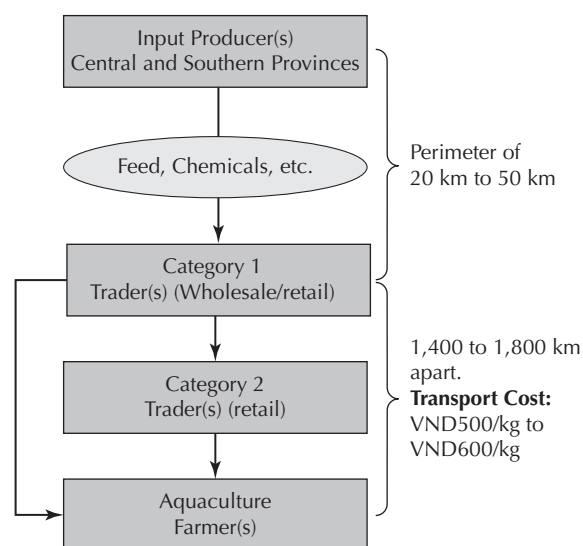 Input Producer(s)
Central and Southern Provinces
Feed, Chemicals, etc.
Perimeter of
20 km to 50 km
Category 1
Trader(s) (Wholesale/retail)
Category 2
Trader(s) (retail)
1,400 to 1,800 km
apart.
Transport Cost:
VND500/kg to
VND600/kg
Aquaculture
Farmer(s)